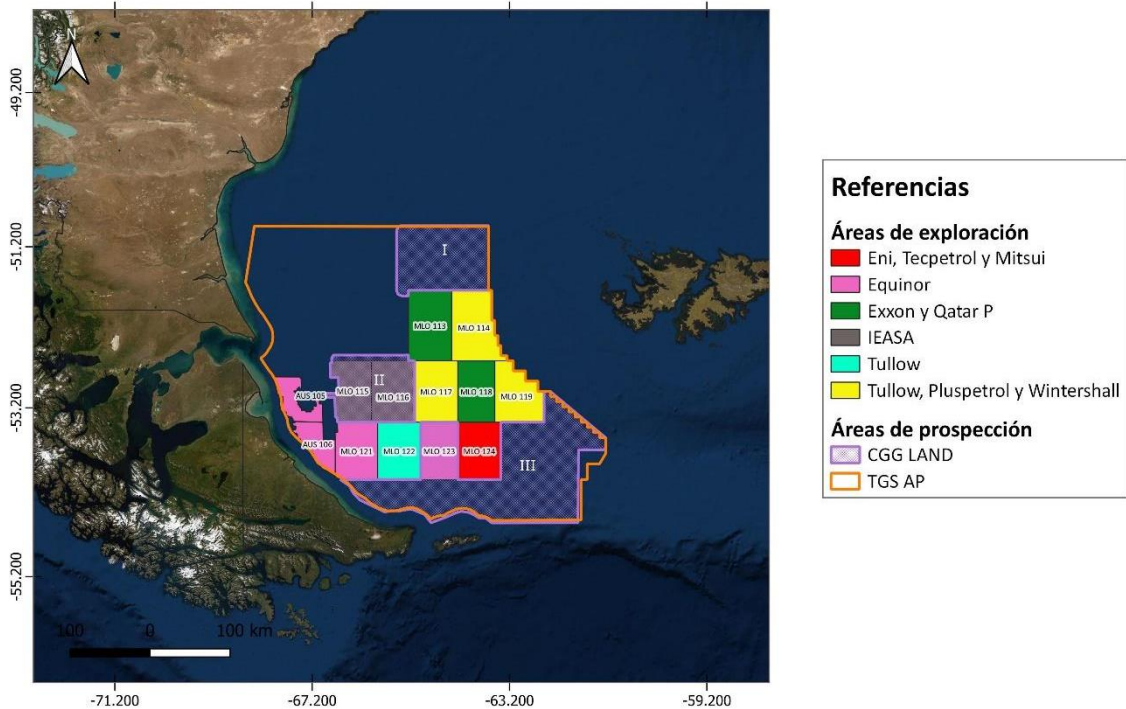 N
-49.200
-51.200
-53.200
-55.200
I
MLO 113
MLO 114
II
MLO 115
MLO 116
MLO 117
MLO 118
MLO 119
AUS 105
AUS 106
MLO 121
MLO 122
MLO 123
MLO 124
III
100 0 100 km
-71.200 -67.200 -63.200 -59.200
Referencias
Áreas de exploración
Eni, Tecpetrol y Mitsui
Equinor
Exxon y Qatar P
IEASA
Tullow
Tullow, Pluspetrol y Wintershall
Áreas de prospección
CGG LAND
TGS AP